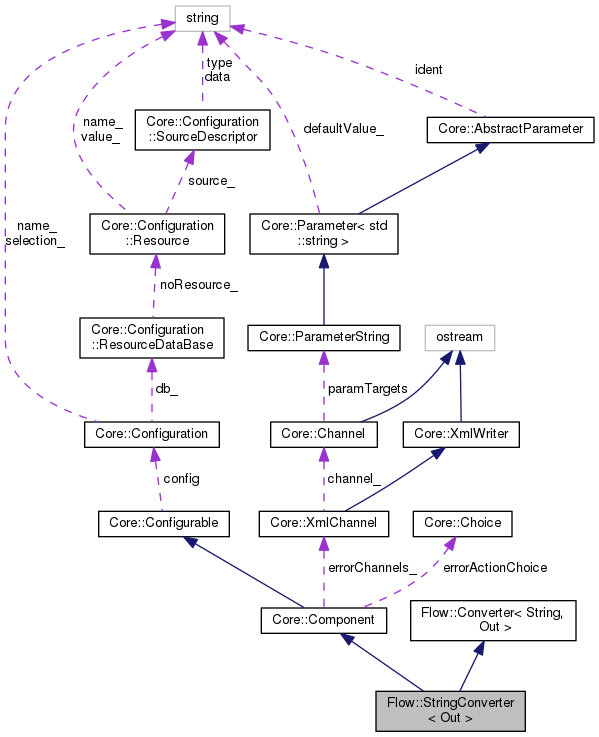 string
type
data
ident
name_
value_
Core::Configuration
::SourceDescriptor
defaultValue_
Core::AbstractParameter
source_
name_
selection_
Core::Configuration
::Resource
Core::Parameter< std
::string >
noResource_
Core::Configuration
::ResourceDataBase
Core::ParameterString
ostream
db_
paramTargets
Core::Configuration
Core::Channel
Core::XmlWriter
config
channel_
Core::Configurable
Core::XmlChannel
Core::Choice
errorChannels_
errorActionChoice
Core::Component
Flow::Converter< String,
Out >
Flow::StringConverter
< Out >